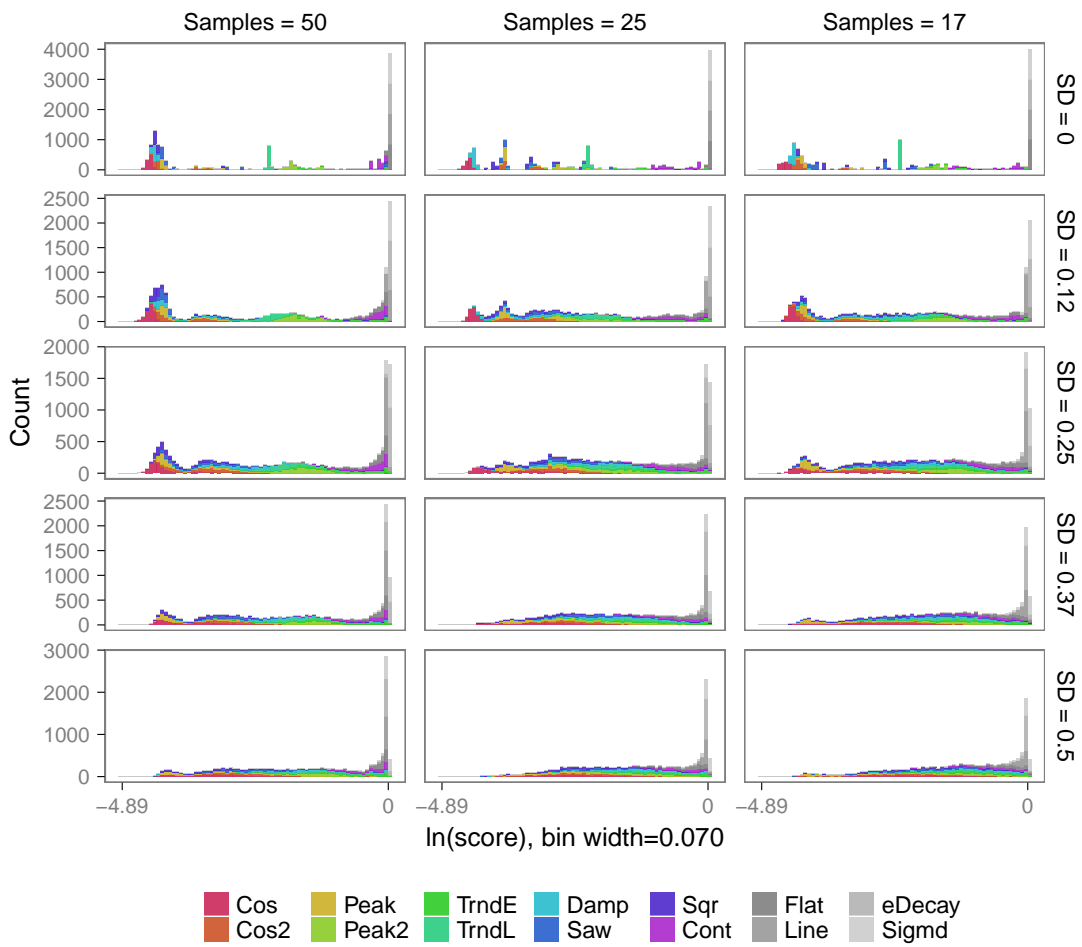 Samples = 50 Samples = 25 Samples = 17
4000
3000
2000
1000
0
SD = 0
2500
2000
1500
1000
500
0
SD = 0.12
2000
1500
1000
500
0
SD = 0.25
2500
2000
1500
1000
500
0
SD = 0.37
3000
2000
1000
0
SD = 0.5
Count
−4.89 0 −4.89 0 −4.89 0
ln(score), bin width=0.070
Cos Peak TrndE Damp Sqr Flat eDecay
Cos2 Peak2 TrndL Saw Cont Line Sigmd